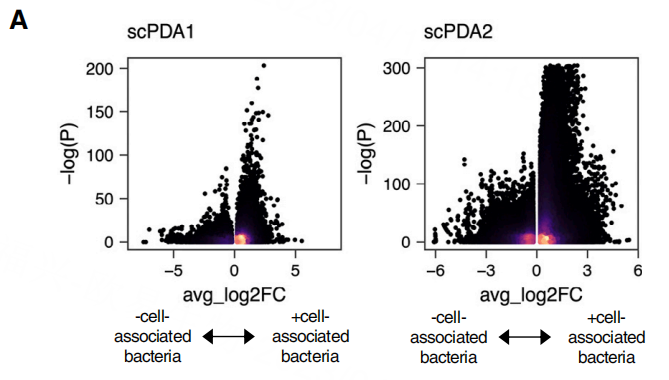 A
scPDA1
scPDA2
200
150
100
50
0
−log(P)
−5 0 5
avg_log2FC
300
200
100
0
−log(P)
−6 −3 0 3 6
avg_log2FC
-cell-
associated
bacteria
+cell-
associated
bacteria
-cell-
associated
bacteria
+cell-
associated
bacteria